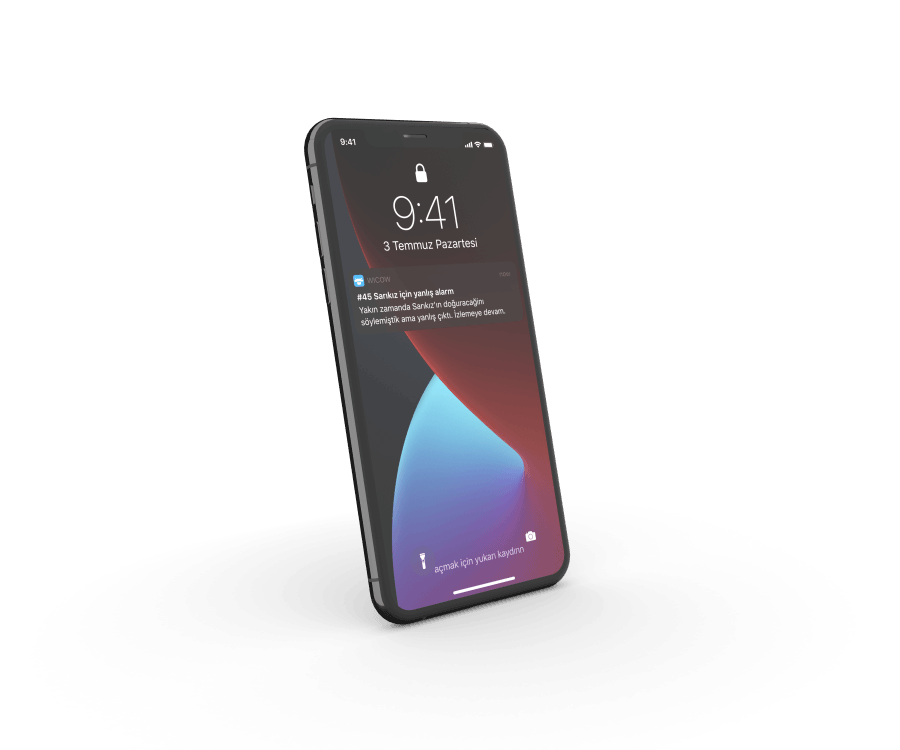 9:41
9:41
3 Temmuz Pazartesi
WICOW
#45 Sarıkız için yanlış alarm
Yakın zamanda Sarıkız'ın doğuracağim
söylemiştik ama yanlış çıktı. İzlemeye devam.
açmak için yukarı kaydırın